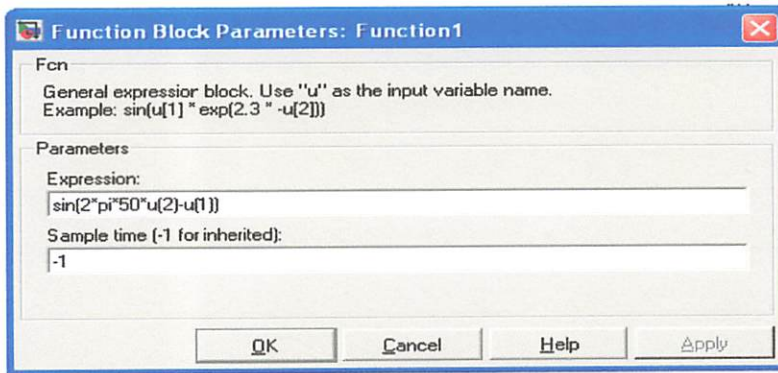 Function Block Parameters: Function1
Fcn
General expression block. Use "u" as the input variable name.
Example: sin(u[1] * exp(2.3 * -u[2]))
Parameters
Expression:
sin(2*pi*50*u(2)-u(1))
Sample time (-1 for inherited):
-1
OK
Cancel
Help
Apply